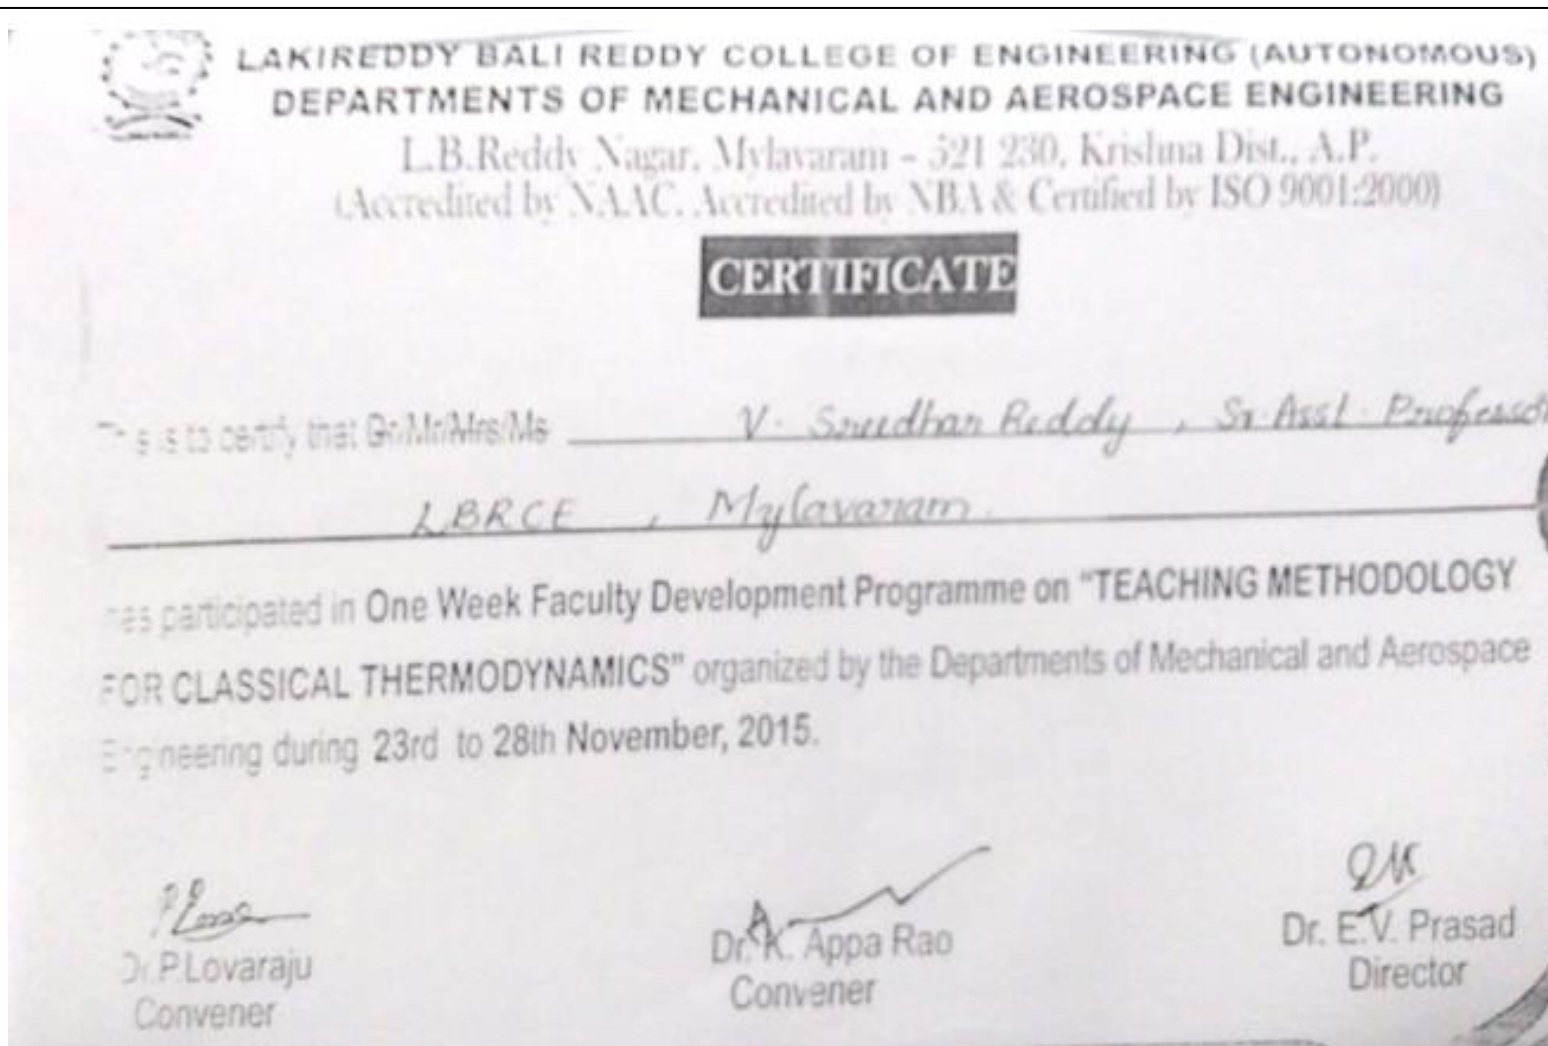 LAKIREDDY BALI REDDY COLLEGE OF ENGINEERING (AUTONOMOUS)
DEPARTMENTS OF MECHANICAL AND AEROSPACE ENGINEERING
L.B.Reddy Nagar, Mylavaram - 521 230, Krishna Dist., A.P.
(Accredited by NAAC, Accredited by NBA & Certified by ISO 9001:2000)
CERTIFICATE
This is to certify that Dr/Mr/Mrs/Ms V. Sreedhar Reddy, Sr. Asst. Professor
LBRCE, Mylavaram.
has participated in One Week Faculty Development Programme on "TEACHING METHODOLOGY
FOR CLASSICAL THERMODYNAMICS" organized by the Departments of Mechanical and Aerospace
Engineering during 23rd to 28th November, 2015.
Dr.P.Lovaraju Dr. K. Appa Rao Dr. E.V. Prasad
Convener Convener Director